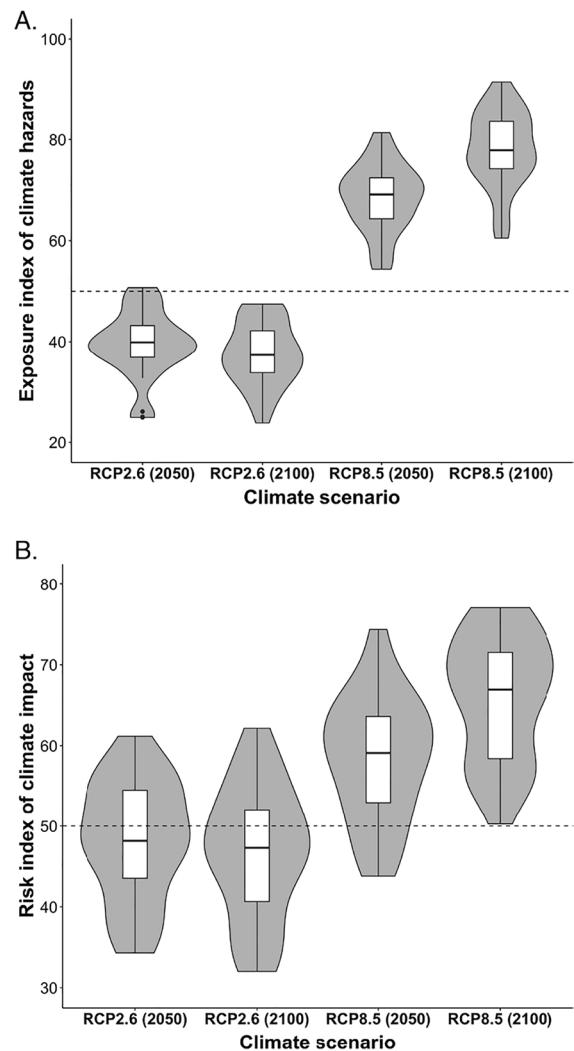 A.
Exposure index of climate hazards
100
80
60
40
20
RCP2.6 (2050) RCP2.6 (2100) RCP8.5 (2050) RCP8.5 (2100)
Climate scenario
B.
Risk index of climate impact
80
70
60
50
40
30
RCP2.6 (2050) RCP2.6 (2100) RCP8.5 (2050) RCP8.5 (2100)
Climate scenario